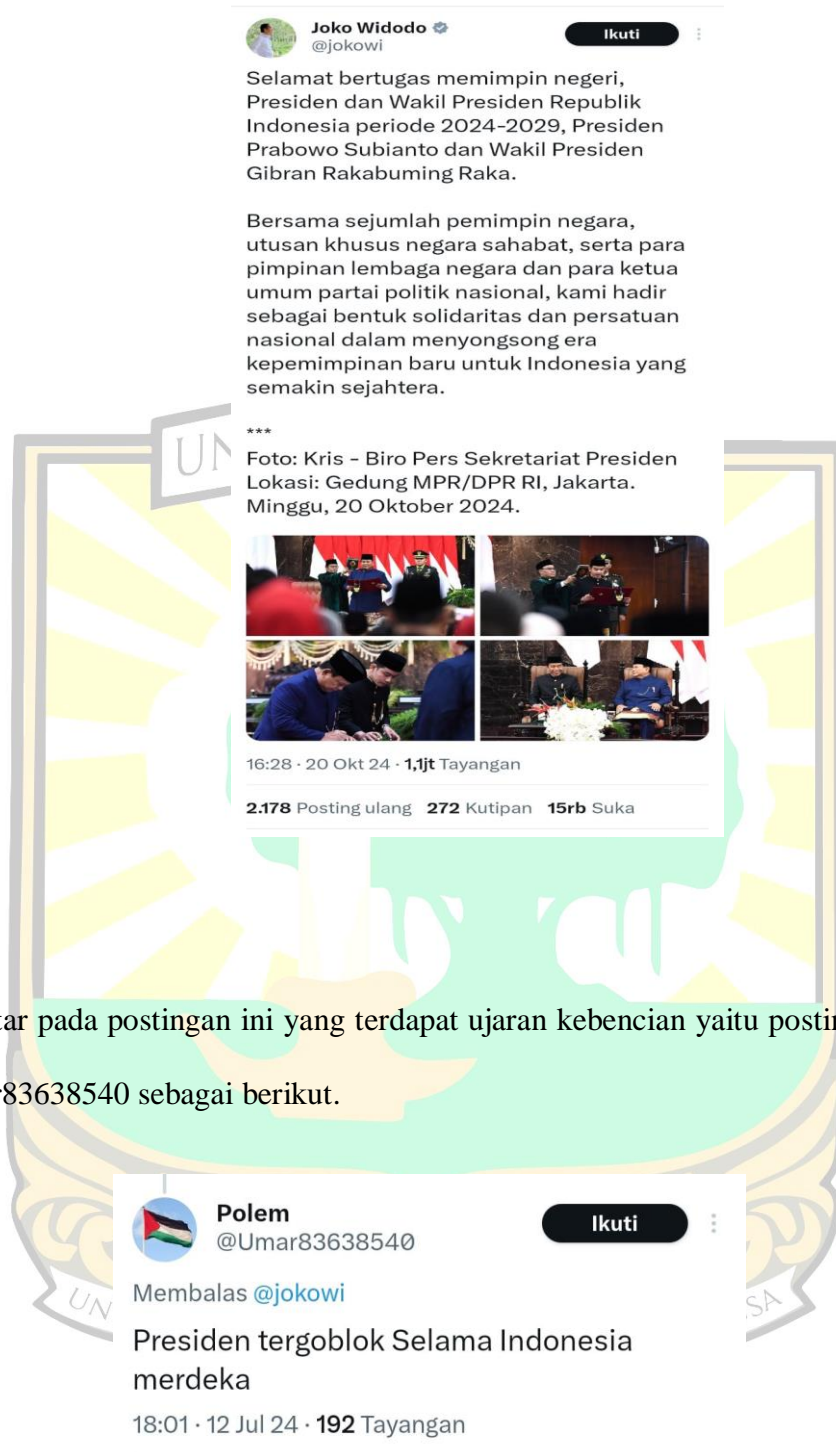 Joko Widodo
@jokowi
Ikuti
Selamat bertugas memimpin negeri,
Presiden dan Wakil Presiden Republik
Indonesia periode 2024-2029, Presiden
Prabowo Subianto dan Wakil Presiden
Gibran Rakabuming Raka.
Bersama sejumlah pemimpin negara,
utusan khusus negara sahabat, serta para
pimpinan lembaga negara dan para ketua
umum partai politik nasional, kami hadir
sebagai bentuk solidaritas dan persatuan
nasional dalam menyongsong era
kepemimpinan baru untuk Indonesia yang
semakin sejahtera.
***
Foto: Kris - Biro Pers Sekretariat Presiden
Lokasi: Gedung MPR/DPR RI, Jakarta.
Minggu, 20 Oktober 2024.
16:28 · 20 Okt 24 · 1,1jt Tayangan
2.178 Posting ulang 272 Kutipan 15rb Suka
tar pada postingan ini yang terdapat ujaran kebencian yaitu postin
r83638540 sebagai berikut.
Polem
@Umar83638540
Ikuti
Membalas @jokowi
Presiden tergoblok Selama Indonesia
merdeka
18:01 · 12 Jul 24 · 192 Tayangan